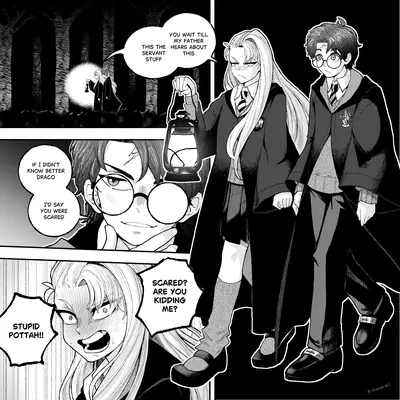 YOU WAIT TILL
MY FATHER
HEARS ABOUT
THIS
THIS THE
SERVANT
STUFF
IF I DIDN'T
KNOW BETTER
DRACO
I'D SAY
YOU WERE
SCARED
SCARED?
ARE YOU
KIDDING
ME?
STUPID
POTTAH!!